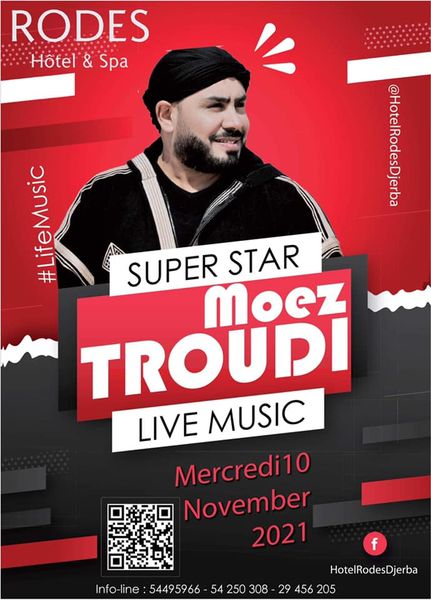 RODES
Hôtel & Spa
@HotelRodesDjerba
#LifeMusic
SUPER STAR
Moez
TROUDI
LIVE MUSIC
Mercredi10
November
2021
f
HotelRodesDjerba
Info-line : 54495966 - 54 250 308 - 29 456 205